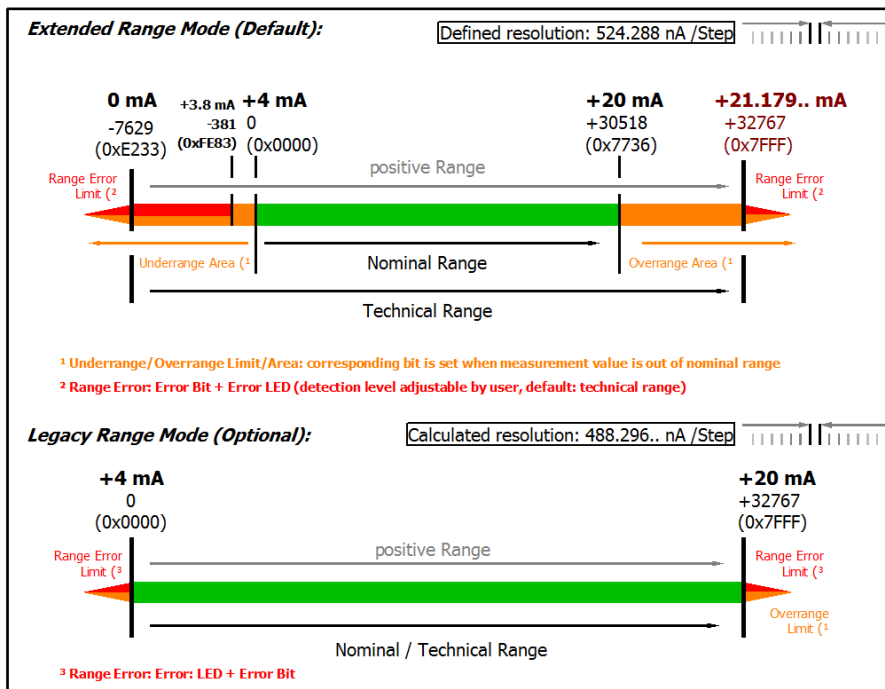 Extended Range Mode (Default):
Defined resolution: 524.288 nA /Step
0 mA
-7629
(0xE233)
+3.8 mA
-381
(0xFE83)
+4 mA
0
(0x0000)
+20 mA
+30518
(0x7736)
+21.179.. mA
+32767
(0x7FFF)
Range Error
Limit (²
positive Range
Range Error
Limit (²
Underrange Area (¹
Nominal Range
Overrange Area (¹
Technical Range
¹ Underrange/Overrange Limit/Area: corresponding bit is set when measurement value is out of nominal range
² Range Error: Error Bit + Error LED (detection level adjustable by user, default: technical range)
Legacy Range Mode (Optional):
Calculated resolution: 488.296.. nA /Step
+4 mA
0
(0x0000)
+20 mA
+32767
(0x7FFF)
Range Error
Limit (³
positive Range
Range Error
Limit (³
Overrange
Limit (¹
Nominal / Technical Range
³ Range Error: Error: LED + Error Bit